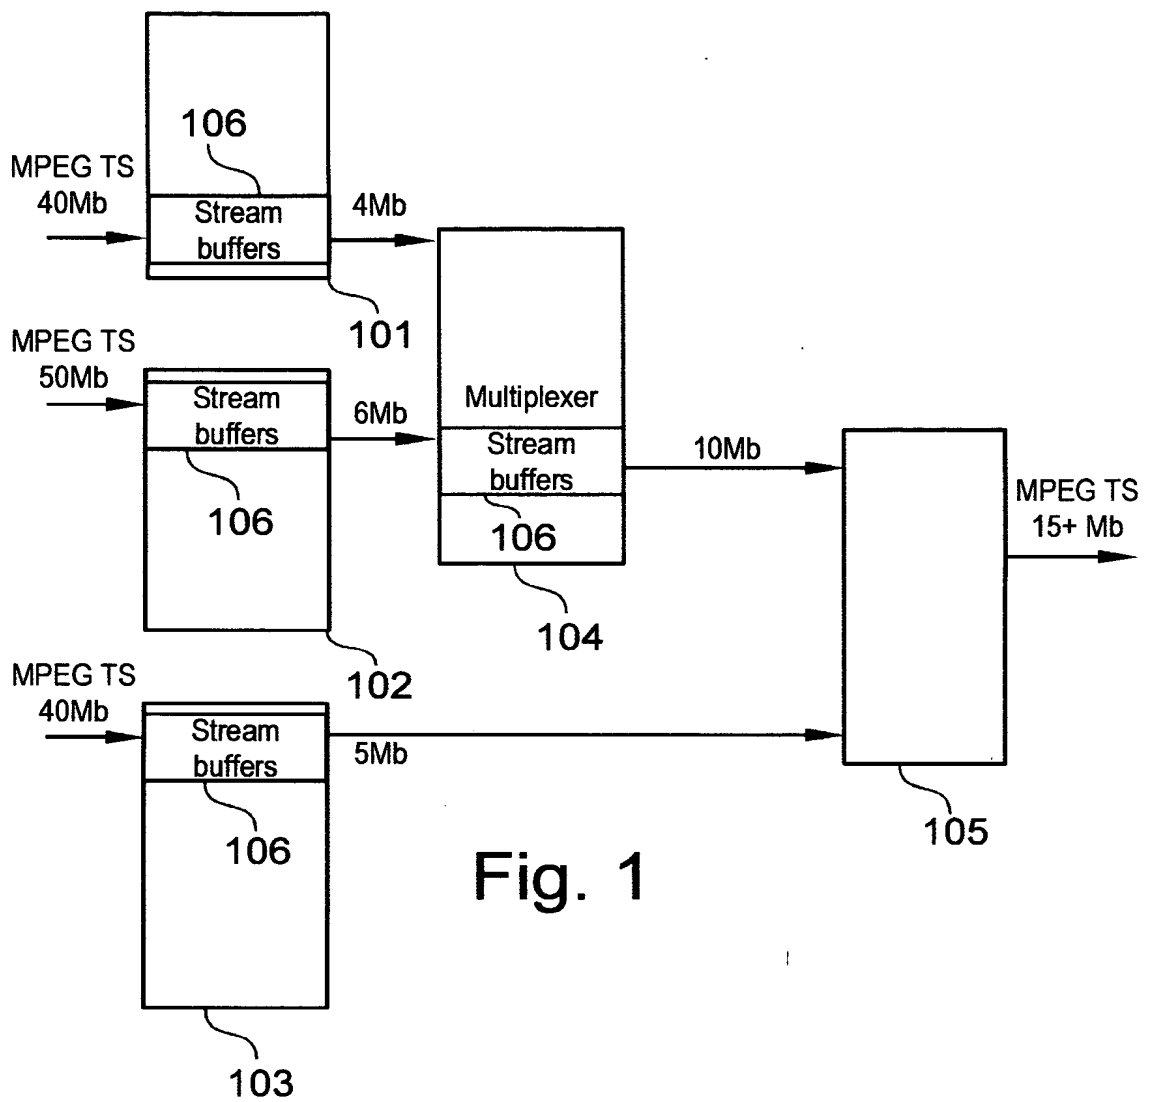 106
MPEG TS
40Mb
Stream
buffers
4Mb
101
MPEG TS
50Mb
Stream
buffers
6Mb
106
102
Multiplexer
Stream
buffers
106
104
10Mb
MPEG TS
15+ Mb
MPEG TS
40Mb
Stream
buffers
5Mb
106
105
103
Fig. 1